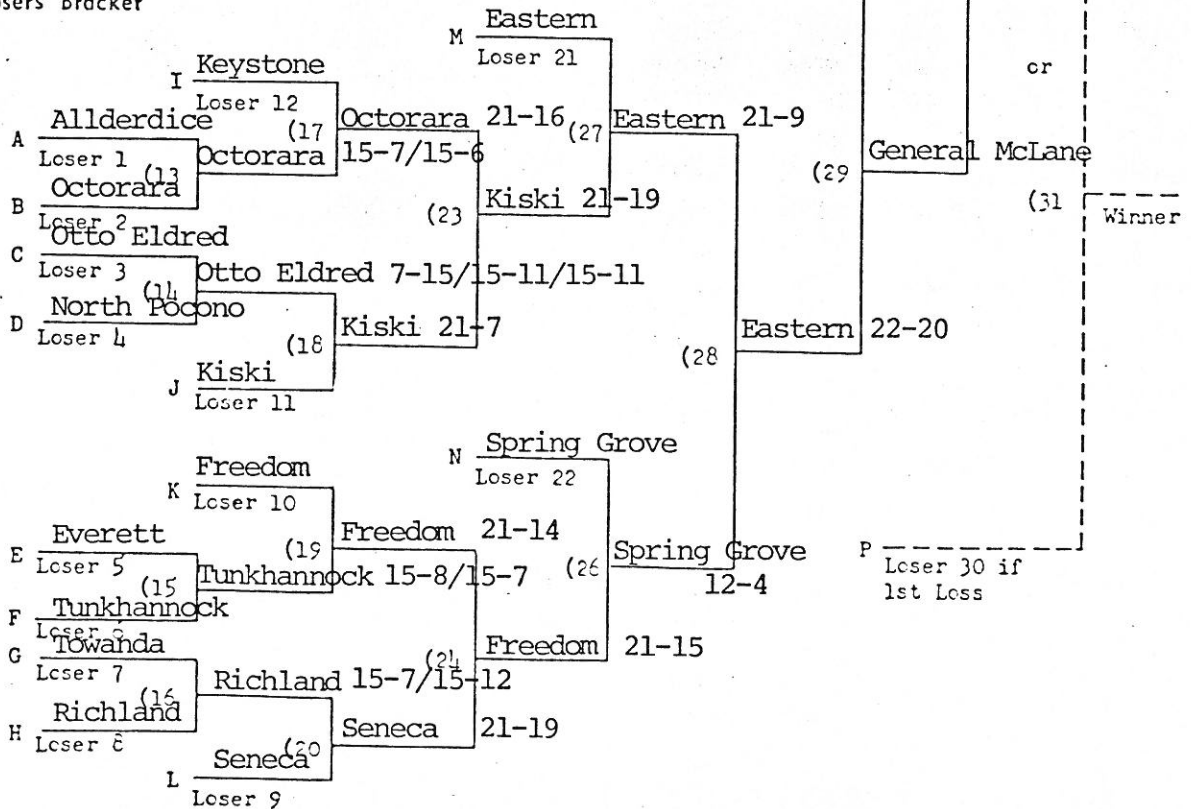 osers Bracket
Eastern
M
Loser 21
or
Keystone
I
Loser 12
Allderdice
A
(17
Octorara 21-16
(27
Eastern 21-9
Loser 1
(13
Octorara 15-7/15-6
General McLane
(29
Octorara
B
Loser 2
(23
Kiski 21-19
(31
Winner
Otto Eldred
C
Loser 3
Otto Eldred 7-15/15-11/15-11
(14
North Pocono
D
Loser 4
(18
Kiski 21-7
Eastern 22-20
(28
Kiski
J
Loser 11
Spring Grove
N
Loser 22
Freedom
K
Loser 10
Everett
E
Loser 5
(19
Freedom 21-14
(26
Spring Grove
12-4
P
Loser 30 if
1st Loss
(15
Tunkhannock 15-8/15-7
Tunkhannock
F
Loser
Towanda
G
Loser 7
(24
Freedom 21-15
(16
Richland 15-7/15-12
Richland
H
Loser 8
Seneca 21-19
(20
Seneca
L
Loser 9